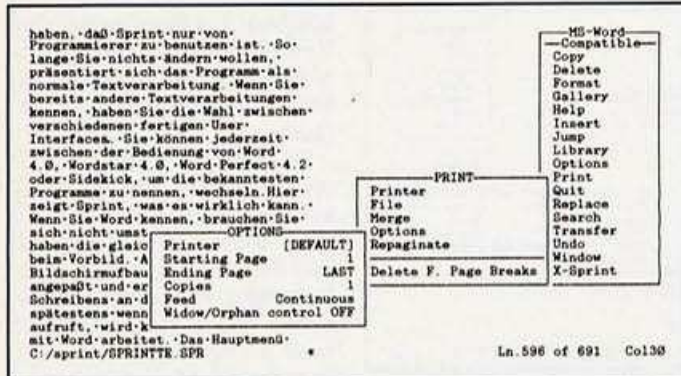 haben,·daß·Sprint·nur·von·
Programmierer·zu·benutzen·ist.·So·
lange·Sie·nichts·ändern·wollen,·
präsentiert·sich·das·Programm·als·
normale·Textverarbeitung.·Wenn·Sie·
bereits·andere·Textverarbeitungen·
kennen,·haben·Sie·die·Wahl·zwischen·
verschiedenen·fertigen·User·
Interfaces.·Sie·können·jederzeit·
zwischen·der·Bedienung·von·Word·
4.0,·Wordstar·4.0,·Word·Perfect·4.2·
oder·Sidekick,·um·die·bekanntesten·
Programme·zu·nennen,·wechseln.Hier·
zeigt·Sprint,·was·es·wirklich·kann.·
Wenn·Sie·Word·kennen,·brauchen·Sie·
sich·nicht·umst
haben·die·gleic
beim·Vorbild.·A
Bildschirmufbau
angepaßt·und·er
Schreibens·an·d
spätestens·wenn
aufruft,·wird·k
mit·Word·arbeitet.·Das·Hauptmenü·
OPTIONS
Printer [DEFAULT]
Starting Page 1
Ending Page LAST
Copies 1
Feed Continuous
Widow/Orphan control OFF
PRINT
Printer
File
Merge
Options
Repaginate
Delete F. Page Breaks
MS-Word
Compatible
Copy
Delete
Format
Gallery
Help
Insert
Jump
Library
Options
Print
Quit
Replace
Search
Transfer
Undo
Window
X-Sprint
C:/sprint/SPRINTTE.SPR * Ln.596 of 691 Col30